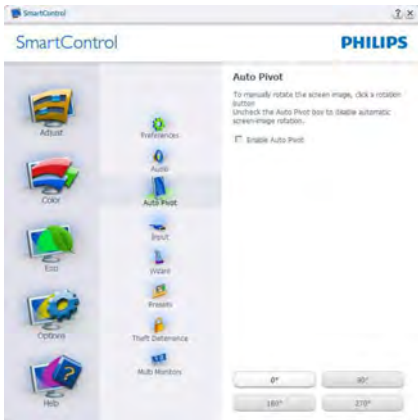 SmartControl
SmartControl
PHILIPS
Adjust
Color
Eco
Options
Help
Preferences
Audio
Auto Pivot
Input
Wizard
Presets
Theft Deterrence
Multi Monitors
Auto Pivot
To manually rotate the screen image, click a rotation
button
Uncheck the Auto Pivot box to disable automatic
screen-image rotation.
Enable Auto Pivot
0°
90°
180°
270°